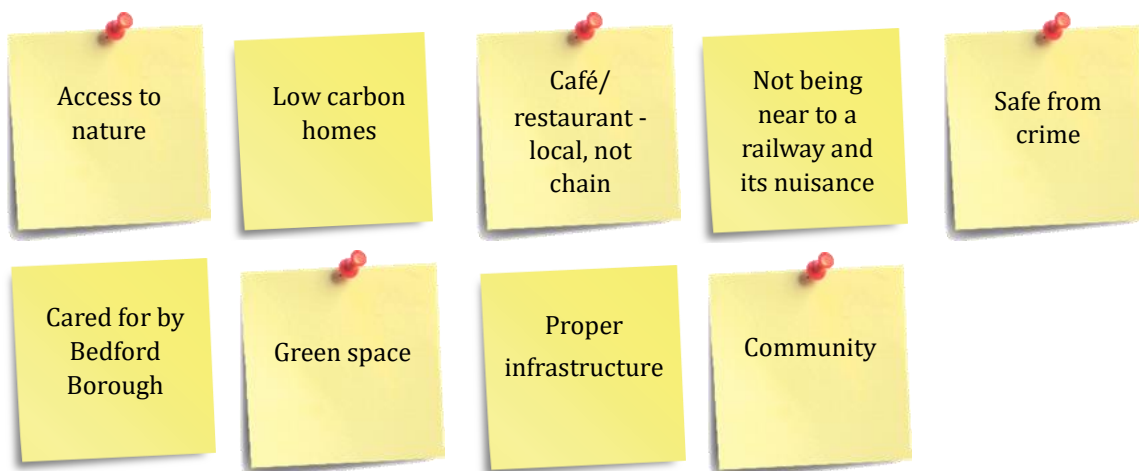 Access to
nature
Low carbon
homes
Café/
restaurant -
local, not
chain
Not being
near to a
railway and
its nuisance
Safe from
crime
Cared for by
Bedford
Borough
Green space
Proper
infrastructure
Community